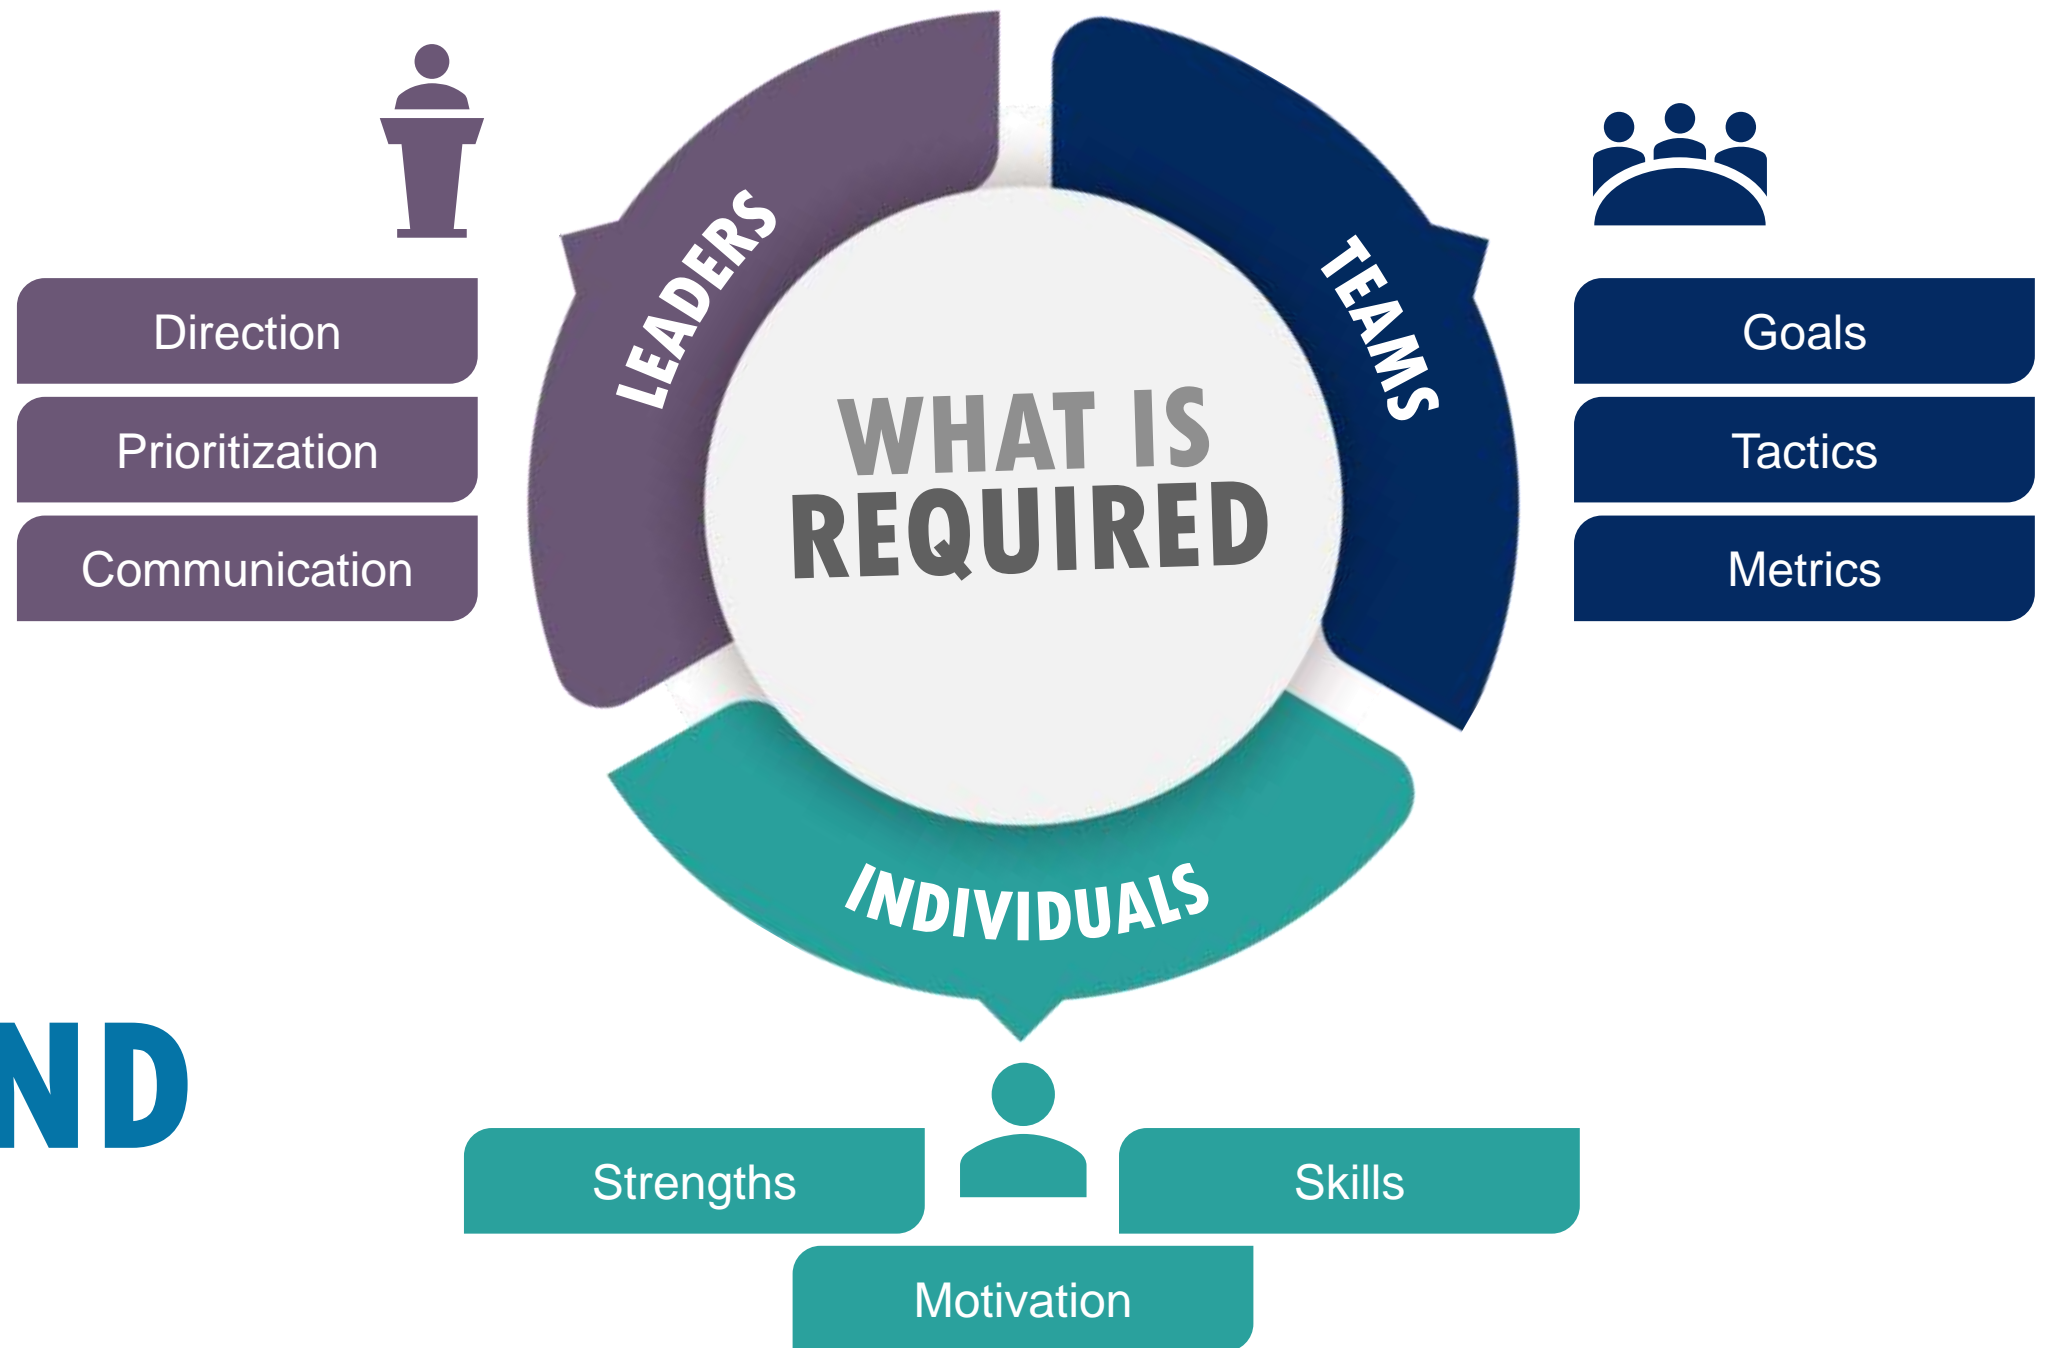 LEADERS
Direction
Prioritization
Communication
TEAMS
Goals
Tactics
Metrics
WHAT IS
REQUIRED
INDIVIDUALS
ND
Strengths
Skills
Motivation